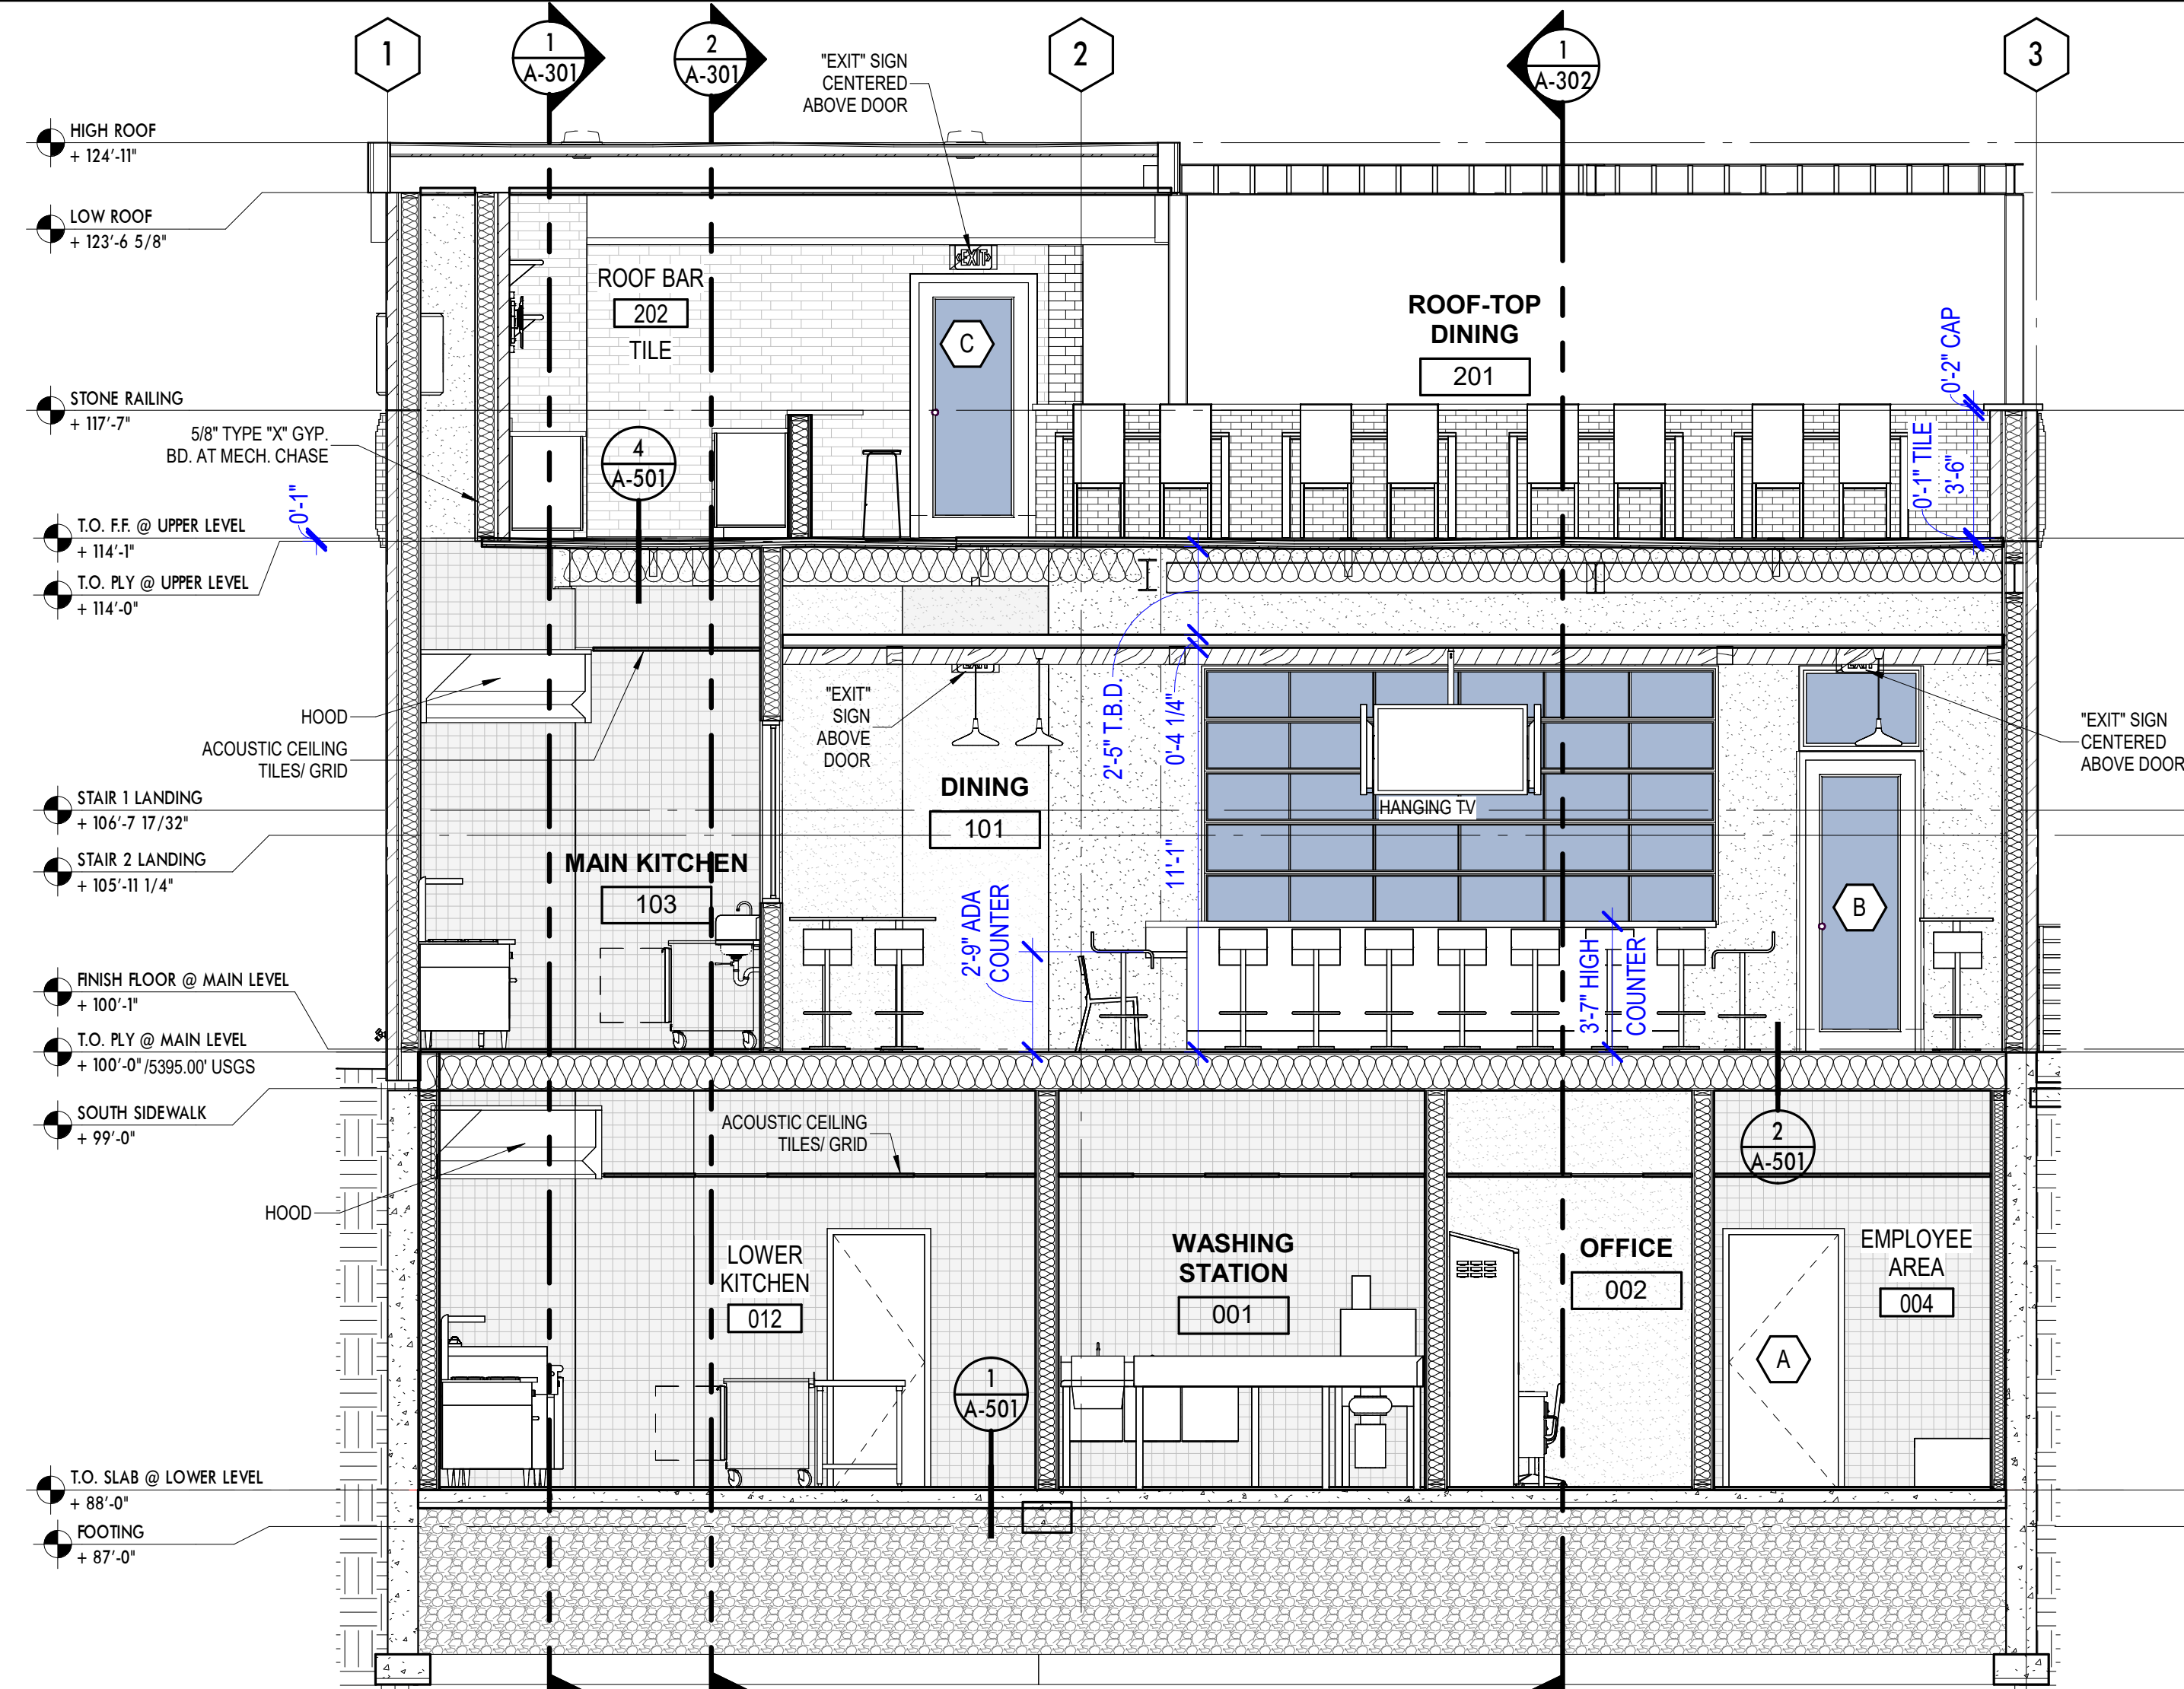 1
1
A-301
2
A-301
"EXIT" SIGN
CENTERED
ABOVE DOOR
2
1
A-302
3
HIGH ROOF
+ 124'-11"
LOW ROOF
+ 123'-6 5/8"
STONE RAILING
+ 117'-7"
5/8" TYPE "X" GYP.
BD. AT MECH. CHASE
0'-1"
T.O. F.F. @ UPPER LEVEL
+ 114'-1"
T.O. PLY @ UPPER LEVEL
+ 114'-0"
EXIT
ROOF BAR
202
TILE
C
ROOF-TOP
DINING
201
0'-2" CAP
0'-1" TILE
3'-6"
4
A-501
HOOD
ACOUSTIC CEILING
TILES/ GRID
"EXIT"
SIGN
ABOVE
DOOR
2'-5" T.B.D.
0'-4 1/4"
HANGING TV
"EXIT" SIGN
CENTERED
ABOVE DOOR
STAIR 1 LANDING
+ 106'-7 17/32"
STAIR 2 LANDING
+ 105'-11 1/4"
MAIN KITCHEN
103
DINING
101
11'-1"
2'-9" ADA
COUNTER
3'-7" HIGH
COUNTER
B
FINISH FLOOR @ MAIN LEVEL
+ 100'-1"
T.O. PLY @ MAIN LEVEL
+ 100'-0" /5395.00' USGS
SOUTH SIDEWALK
+ 99'-0"
ACOUSTIC CEILING
TILES/ GRID
2
A-501
HOOD
LOWER
KITCHEN
012
WASHING
STATION
001
OFFICE
002
EMPLOYEE
AREA
004
A
1
A-501
T.O. SLAB @ LOWER LEVEL
+ 88'-0"
FOOTING
+ 87'-0"